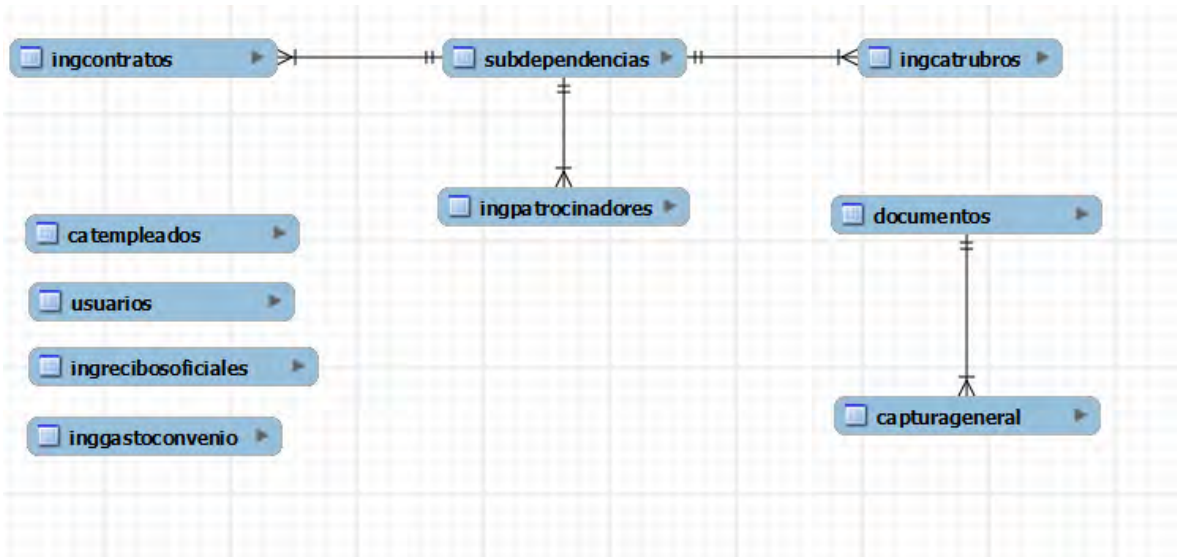 ingcontratos
subdependencias
ingcatrubros
ingpatrocinadores
documentos
catempleados
usuarios
ingrecibosoficiales
inggastoconvenio
capturageneral